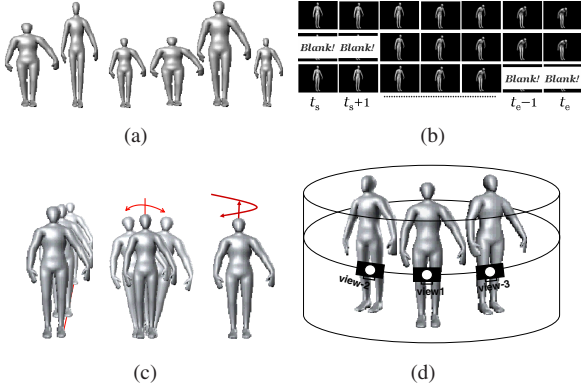 (a)
Blank! Blank!
Blank! Blank!
tₛ tₛ+1 tₑ−1 tₑ
(b)
(c)
view-2 view1 view-3
(d)